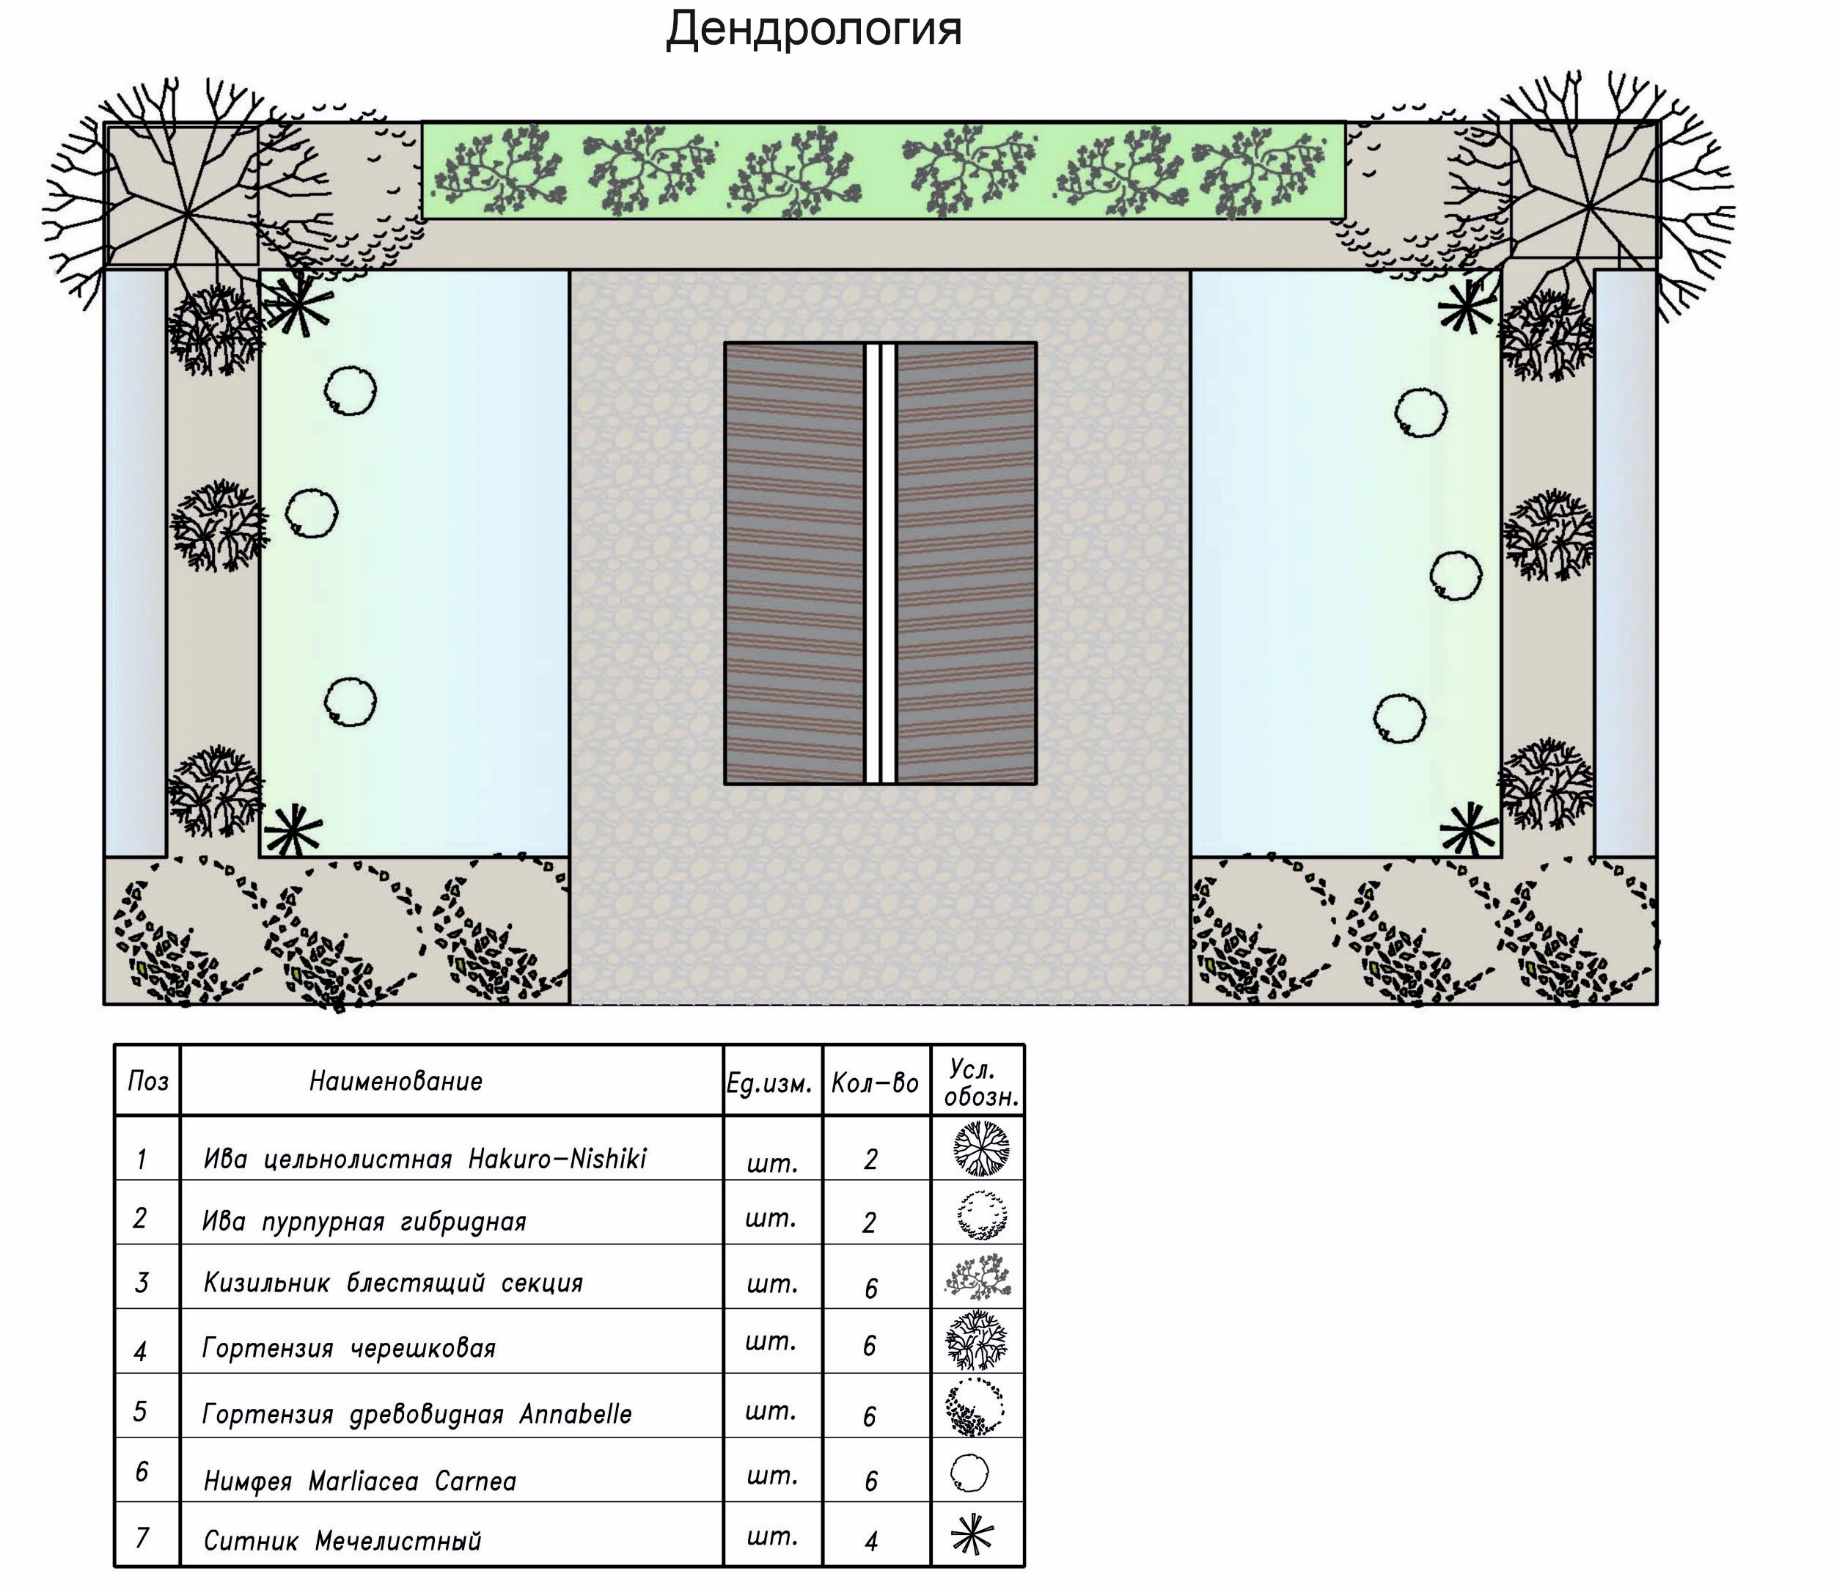 Дендрология
Поз Наименование Ед.изм. Кол-во Усл. обозн.
1 Ива цельнолистная Hakuro-Nishiki шт. 2
2 Ива пурпурная гибридная шт. 2
3 Кизильник блестящий секция шт. 6
4 Гортензия черешковая шт. 6
5 Гортензия древовидная Annabelle шт. 6
6 Нимфея Marliacea Carnea шт. 6
7 Ситник Мечелистный шт. 4